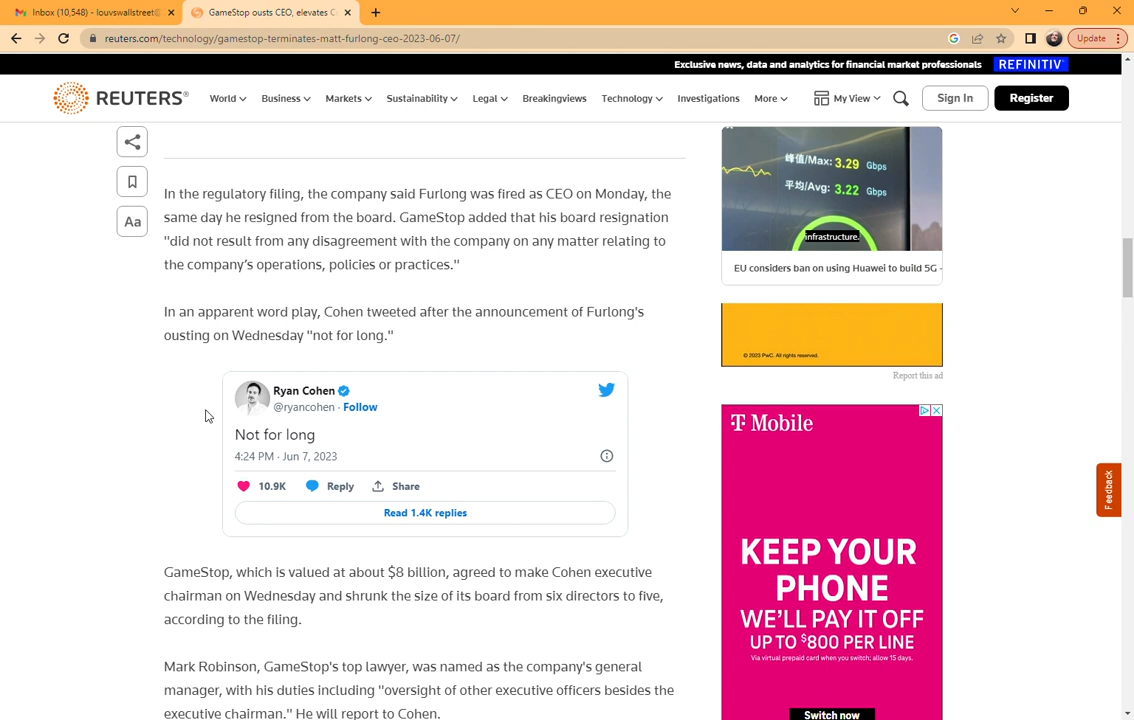 Inbox (10,548) - louvswallstreet@
GameStop ousts CEO, elevates C
reuters.com/technology/gamestop-terminates-matt-furlong-ceo-2023-06-07/
Update
Exclusive news, data and analytics for financial market professionals
REFINITIV
REUTERS®
World
Business
Markets
Sustainability
Legal
Breakingviews
Technology
Investigations
More
My View
Sign In
Register
Aa
In the regulatory filing, the company said Furlong was fired as CEO on Monday, the
same day he resigned from the board. GameStop added that his board resignation
"did not result from any disagreement with the company on any matter relating to
the company’s operations, policies or practices."
In an apparent word play, Cohen tweeted after the announcement of Furlong's
ousting on Wednesday "not for long."
Ryan Cohen
@ryancohen · Follow
Not for long
4:24 PM · Jun 7, 2023
10.9K
Reply
Share
Read 1.4K replies
GameStop, which is valued at about $8 billion, agreed to make Cohen executive
chairman on Wednesday and shrunk the size of its board from six directors to five,
according to the filing.
Mark Robinson, GameStop's top lawyer, was named as the company's general
manager, with his duties including "oversight of other executive officers besides the
executive chairman." He will report to Cohen.
峰值/Max: 3.29 Gbps
平均/Avg: 3.22 Gbps
infrastructure.
EU considers ban on using Huawei to build 5G -
© 2023 PwC. All rights reserved.
Report this ad
T Mobile
KEEP YOUR
PHONE
WE'LL PAY IT OFF
UP TO $800 PER LINE
Via virtual prepaid card when you switch; allow 15 days.
Switch now
Feedback